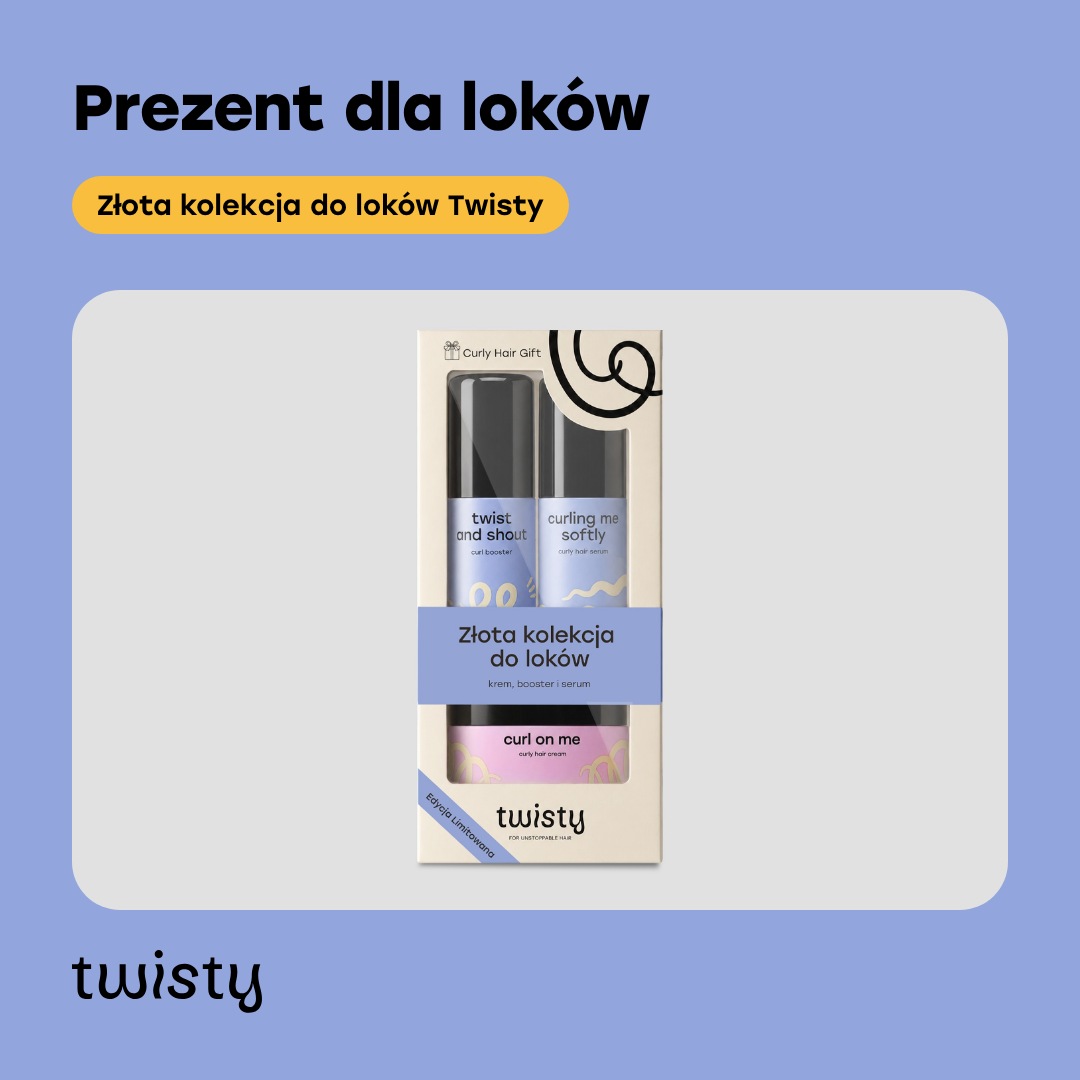 Prezent dla loków
Złota kolekcja do loków Twisty
Curly Hair Gift
twist
and shout
curl booster
curling me
softly
curly hair serum
Złota kolekcja
do loków
krem, booster i serum
curl on me
curly hair cream
Edycja Limitowana
twisty
FOR UNSTOPPABLE HAIR
twisty